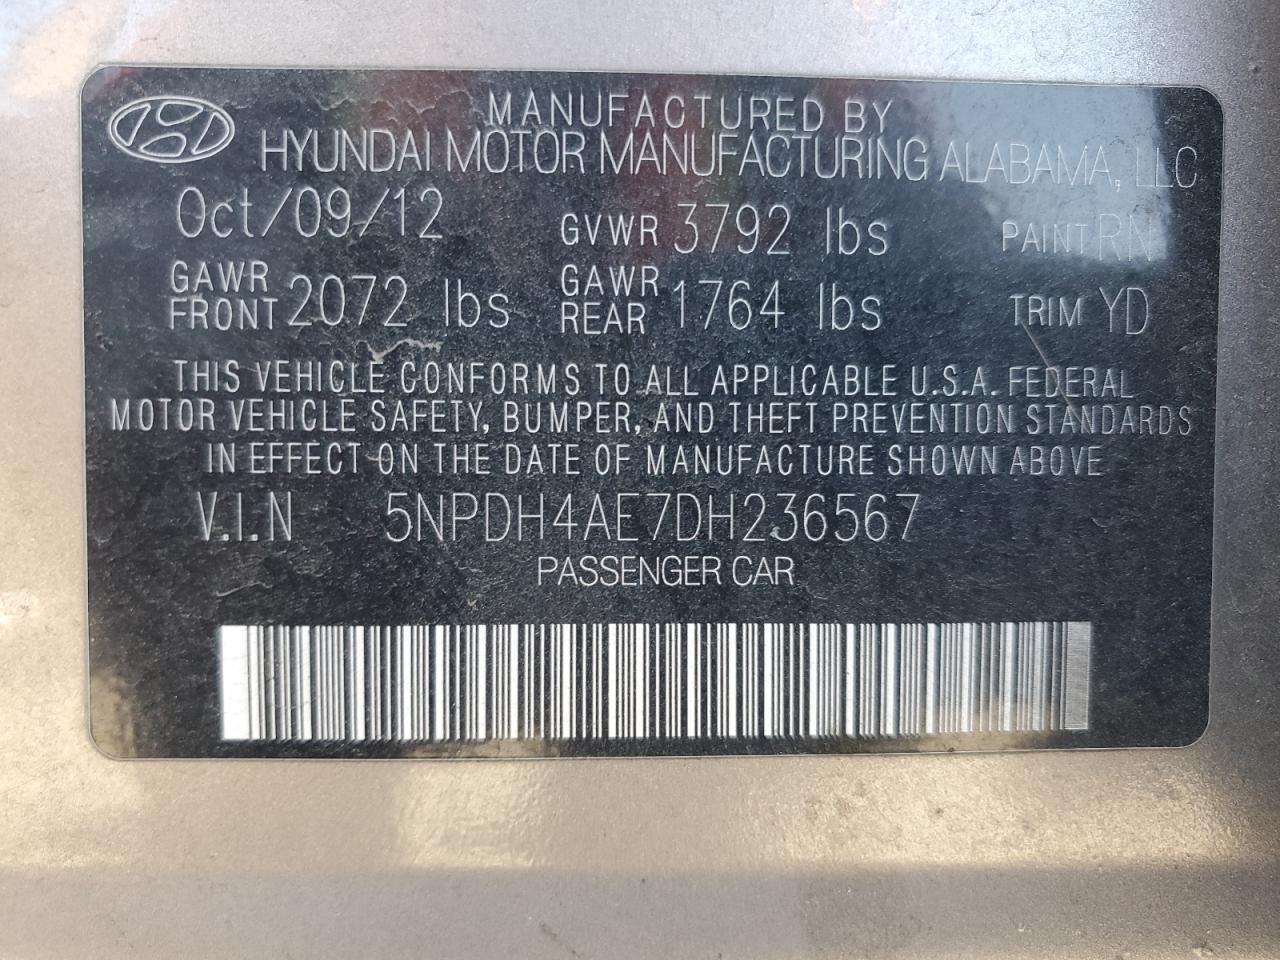 MANUFACTURED BY
HYUNDAI MOTOR MANUFACTURING ALABAMA, LLC
Oct/09/12 GVWR 3792 lbs PAINT RN
GAWR FRONT 2072 lbs GAWR REAR 1764 lbs TRIM YD
THIS VEHICLE CONFORMS TO ALL APPLICABLE U.S.A. FEDERAL
MOTOR VEHICLE SAFETY, BUMPER, AND THEFT PREVENTION STANDARDS
IN EFFECT ON THE DATE OF MANUFACTURE SHOWN ABOVE
V.I.N 5NPDH4AE7DH236567
PASSENGER CAR